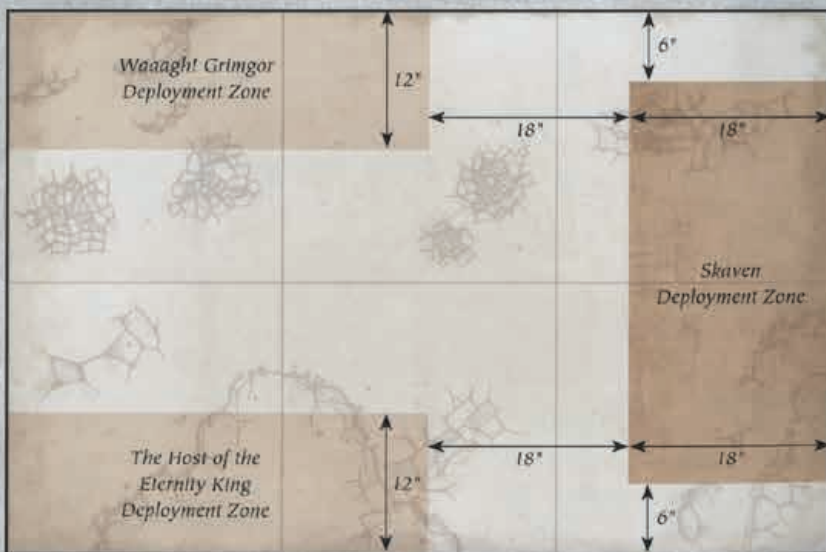 Waaagh! Grimgor
Deployment Zone
12"
6"
18"
18"
Skaven
Deployment Zone
The Host of the
Eternity King
Deployment Zone
12"
18"
18"
6"